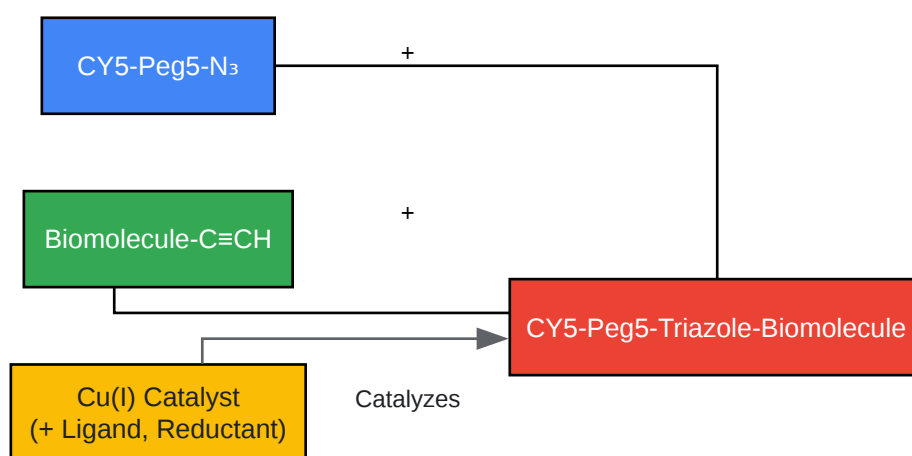 +
CY5-Peg5-N₃
+
Biomolecule-C≡CH
CY5-Peg5-Triazole-Biomolecule
Cu(I) Catalyst
(+ Ligand, Reductant)
Catalyzes